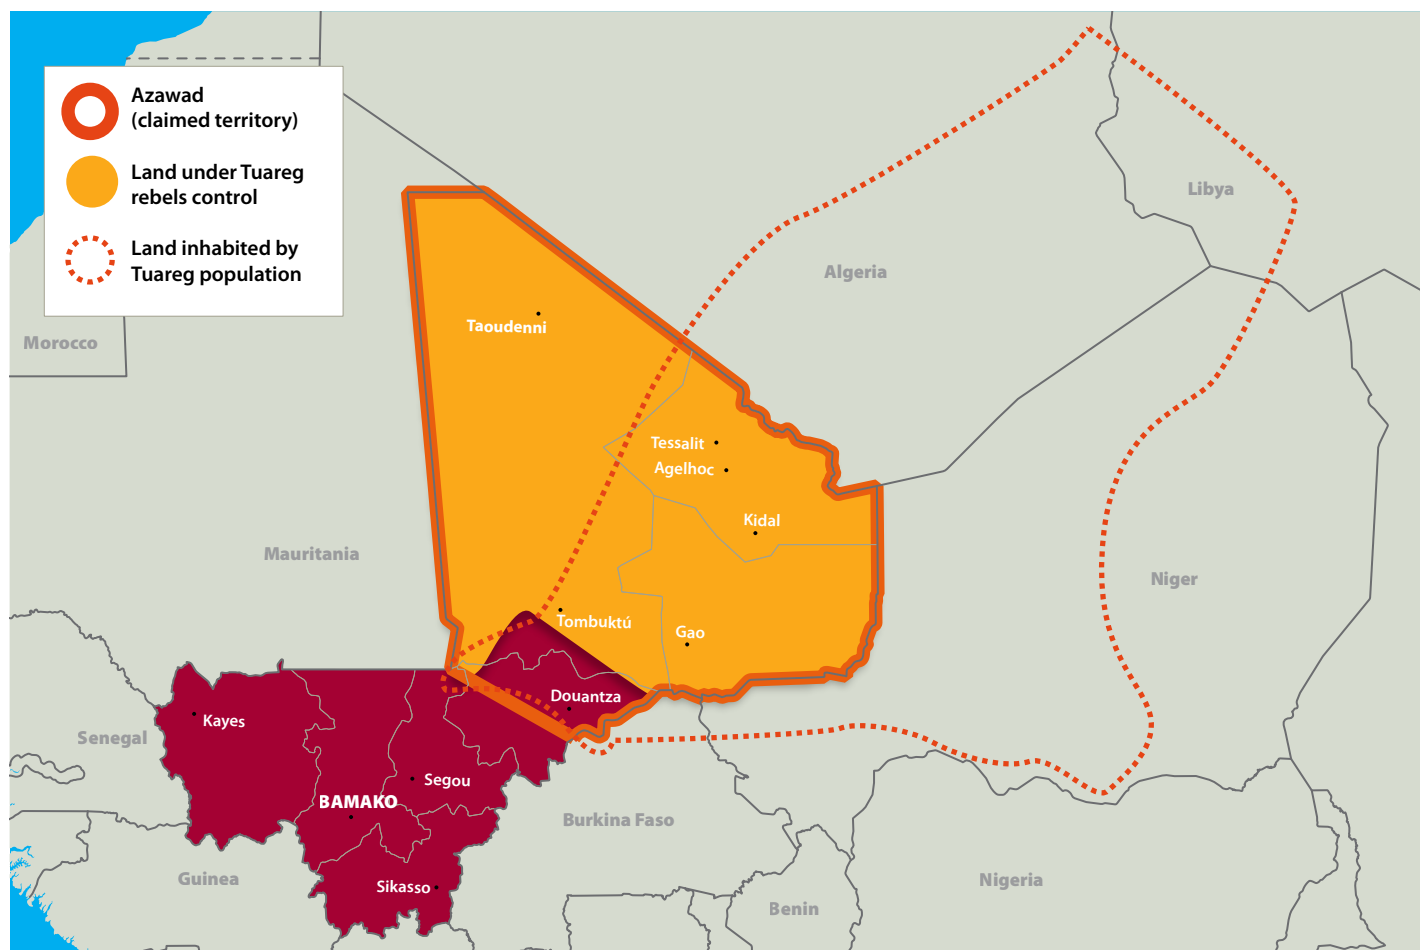 Azawad
(claimed territory)
Land under Tuareg
rebels control
Land inhabited by
Tuareg population
Libya
Algeria
Taoudenni
Morocco
Tessalit
Agelhoc
Kidal
Mauritania
Niger
Tombuktú
Gao
Douantza
Kayes
Senegal
Segou
BAMAKO
Burkina Faso
Guinea
Sikasso
Nigeria
Benin